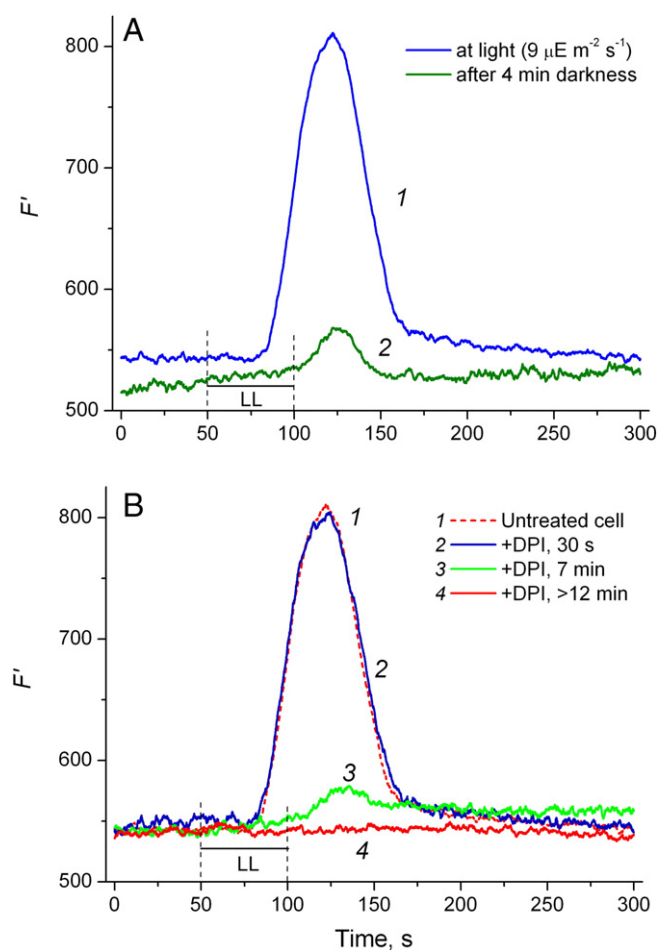 A
800
700
600
500
F'
at light (9 μE m⁻² s⁻¹)
after 4 min darkness
1
2
LL
0 50 100 150 200 250 300
B
800
700
600
500
F'
1 Untreated cell
2 +DPI, 30 s
3 +DPI, 7 min
4 +DPI, >12 min
1
2
3
4
LL
0 50 100 150 200 250 300
Time, s